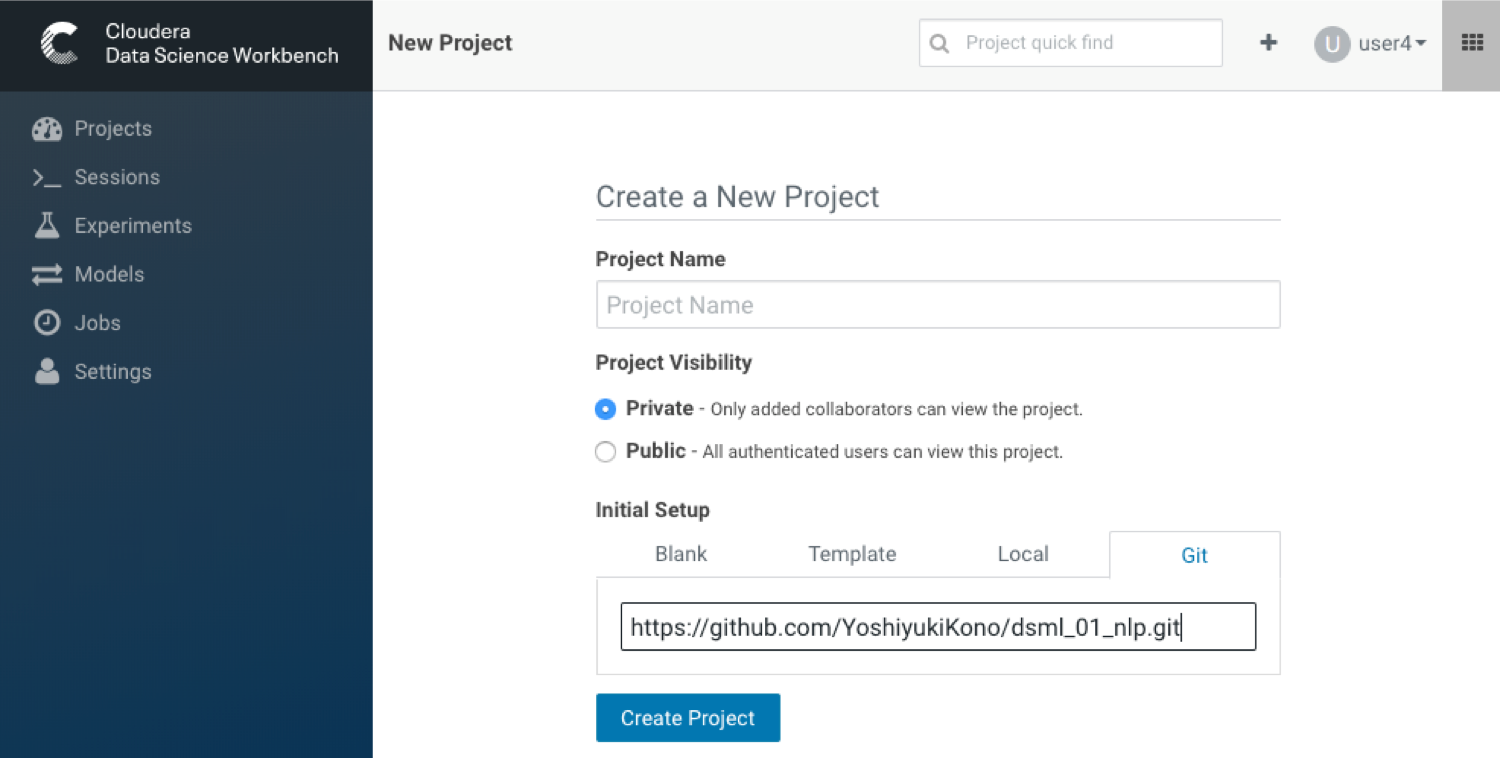 Cloudera
Data Science Workbench
New Project
Project quick find
+
U
user4
Projects
Sessions
Experiments
Models
Jobs
Settings
Create a New Project
Project Name
Project Name
Project Visibility
Private - Only added collaborators can view the project.
Public - All authenticated users can view this project.
Initial Setup
Blank Template Local Git
https://github.com/YoshiyukiKono/dsml_01_nlp.git
Create Project